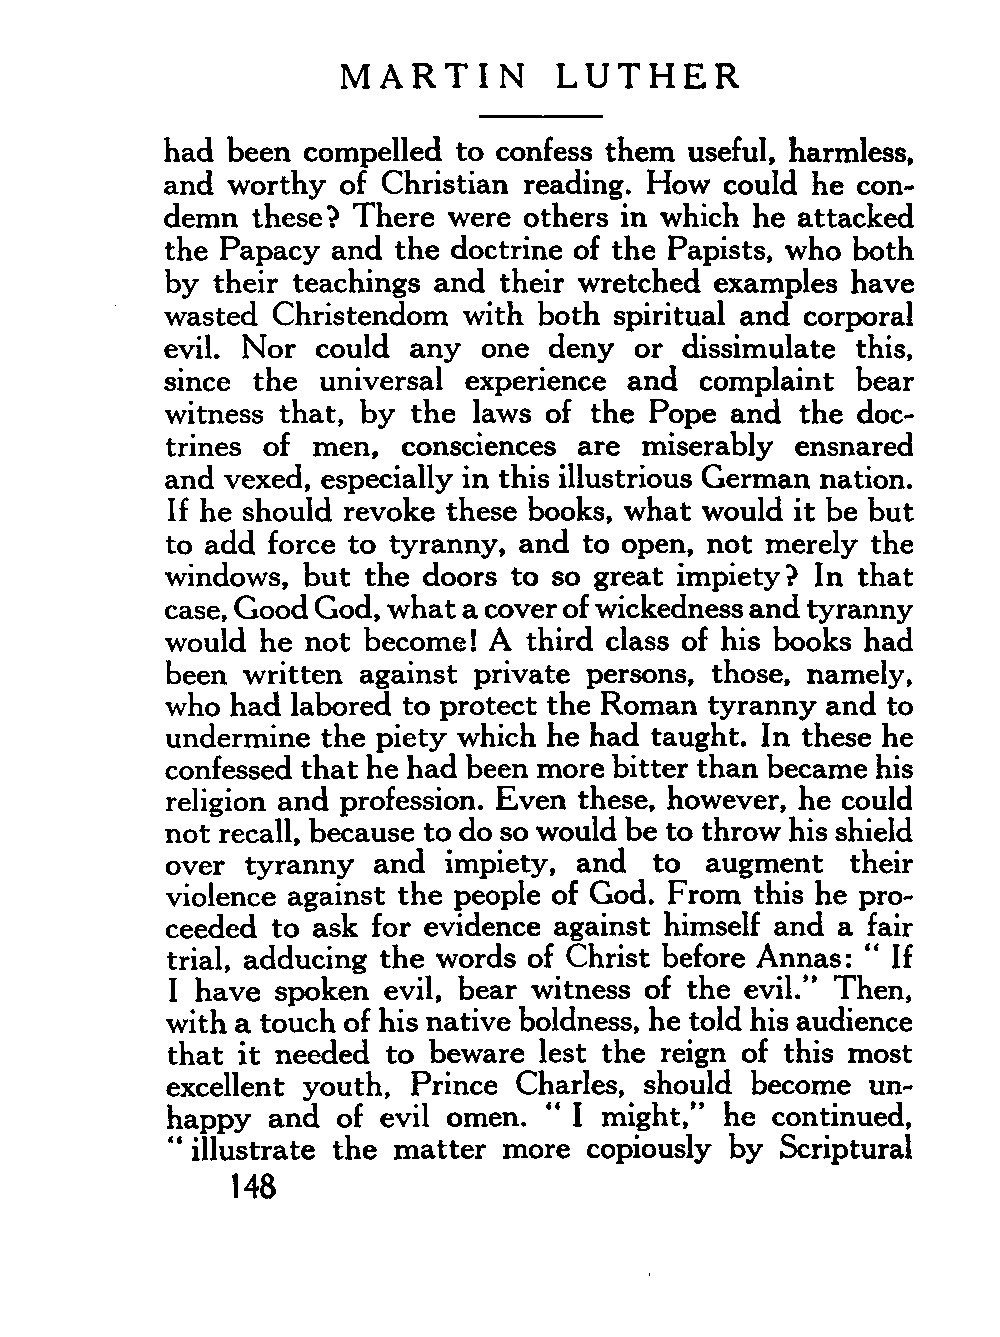 MARTIN LUTHER
had been compelled to confess them useful, harmless,
and worthy of Christian reading. How could he con-
demn these? There were others in which he attacked
the Papacy and the doctrine of the Papists, who both
by their teachings and their wretched examples have
wasted Christendom with both spiritual and corporal
evil. Nor could any one deny or dissimulate this,
since the universal experience and complaint bear
witness that, by the laws of the Pope and the doc-
trines of men, consciences are miserably ensnared
and vexed, especially in this illustrious German nation.
If he should revoke these books, what would it be but
to add force to tyranny, and to open, not merely the
windows, but the doors to so great impiety? In that
case, Good God, what a cover of wickedness and tyranny
would he not become! A third class of his books had
been written against private persons, those, namely,
who had labored to protect the Roman tyranny and to
undermine the piety which he had taught. In these he
confessed that he had been more bitter than became his
religion and profession. Even these, however, he could
not recall, because to do so would be to throw his shield
over tyranny and impiety, and to augment their
violence against the people of God. From this he pro-
ceeded to ask for evidence against himself and a fair
trial, adducing the words of Christ before Annas: “ If
I have spoken evil, bear witness of the evil.” Then,
with a touch of his native boldness, he told his audience
that it needed to beware lest the reign of this most
excellent youth, Prince Charles, should become un-
happy and of evil omen. “ I might,” he continued,
“ illustrate the matter more copiously by Scriptural
148